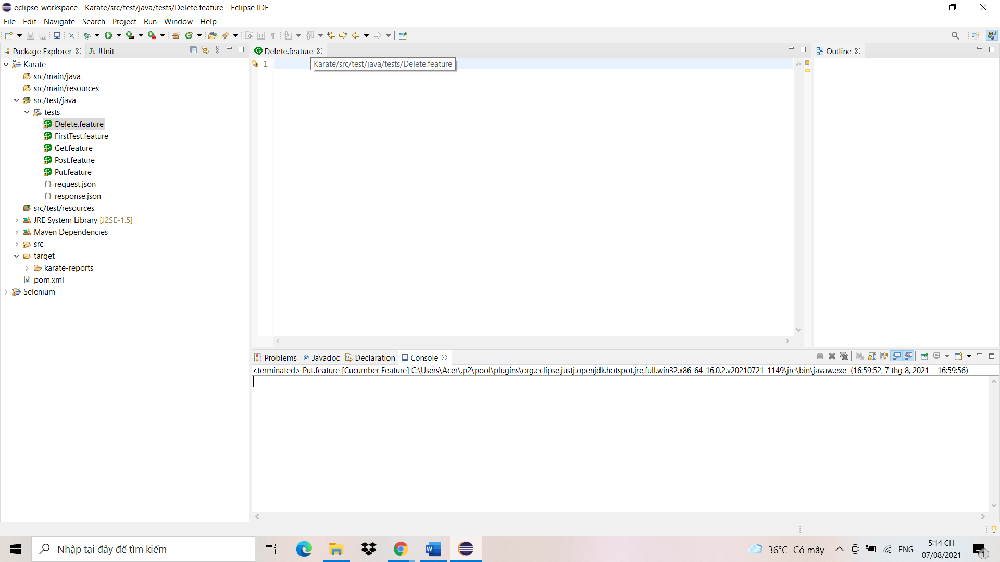 eclipse-workspace - Karate/src/test/java/tests/Delete.feature - Eclipse IDE
File Edit Navigate Search Project Run Window Help
Package Explorer JUnit
Delete.feature
Outline
Karate
1
Karate/src/test/java/tests/Delete.feature
src/main/java
src/main/resources
src/test/java
tests
Delete.feature
FirstTest.feature
Get.feature
Post.feature
Put.feature
request.json
response.json
src/test/resources
JRE System Library [J2SE-1.5]
Maven Dependencies
src
target
karate-reports
pom.xml
Selenium
Problems Javadoc Declaration Console
<terminated> Put.feature [Cucumber Feature] C:\Users\Acer\.p2\pool\plugins\org.eclipse.justj.openjdk.hotspot.jre.full.win32.x86_64_16.0.2.v20210721-1149\jre\bin\javaw.exe (16:59:52, 7 thg 8, 2021 – 16:59:56)
Nhập tại đây để tìm kiếm
36°C Có mây
ENG
5:14 CH
07/08/2021
1